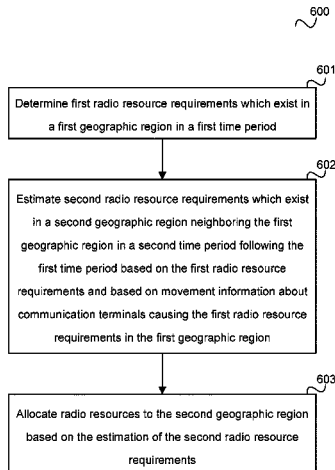 600
601
Determine first radio resource requirements which exist in
a first geographic region in a first time period
602
Estimate second radio resource requirements which exist
in a second geographic region neighboring the first
geographic region in a second time period following the
first time period based on the first radio resource
requirements and based on movement information about
communication terminals causing the first radio resource
requirements in the first geographic region
603
Allocate radio resources to the second geographic region
based on the estimation of the second radio resource
requirements